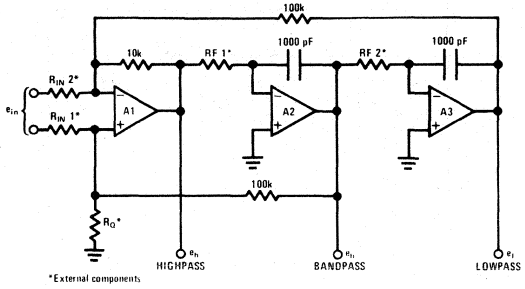 100k
10k
RF 1*
1000 pF
RF 2*
1000 pF
RIN 2*
ein
RIN 1*
A1
A2
A3
100k
RQ*
eh
HIGHPASS
eb
BANDPASS
el
LOWPASS
*External components